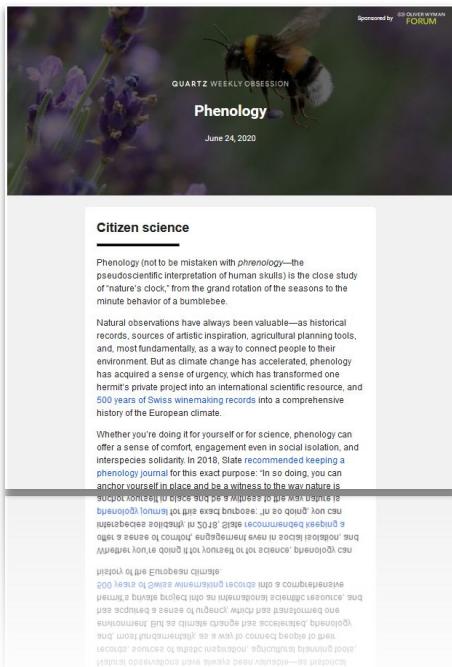 Sponsored by OLIVER WYMAN
FORUM
QUARTZ WEEKLY OBSESSION
Phenology
June 24, 2020
Citizen science
Phenology (not to be mistaken with phrenology—the
pseudoscientific interpretation of human skulls) is the close study
of “nature’s clock,” from the grand rotation of the seasons to the
minute behavior of a bumblebee.
Natural observations have always been valuable—as historical
records, sources of artistic inspiration, agricultural planning tools,
and, most fundamentally, as a way to connect people to their
environment. But as climate change has accelerated, phenology
has acquired a sense of urgency, which has transformed one
hermit’s private project into an international scientific resource, and
500 years of Swiss winemaking records into a comprehensive
history of the European climate.
Whether you’re doing it for yourself or for science, phenology can
offer a sense of comfort, engagement even in social isolation, and
interspecies solidarity. In 2018, Slate recommended keeping a
phenology journal for this exact purpose: “In so doing, you can
anchor yourself in place and be a witness to the way nature is